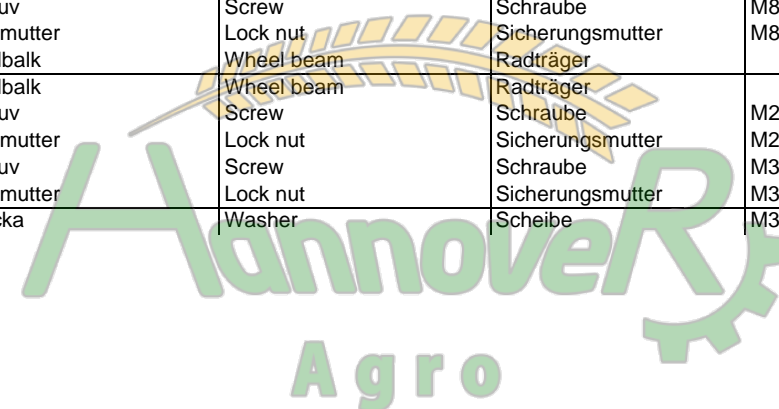 uv Screw Schraube M8
mutter Lock nut Sicherungsmutter M8
lbalk Wheel beam Radträger
lbalk Wheel beam Radträger
uv Screw Schraube M2
mutter Lock nut Sicherungsmutter M2
uv Screw Schraube M3
mutter Lock nut Sicherungsmutter M3
cka Washer Scheibe M3
HannoveR
Agro